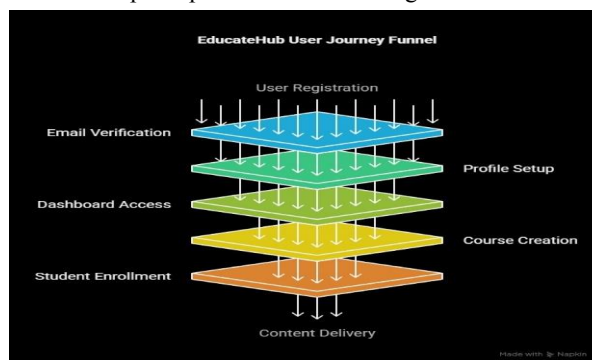 EducateHub User Journey Funnel
User Registration
Email Verification
Profile Setup
Dashboard Access
Course Creation
Student Enrollment
Content Delivery
Made with Napkin